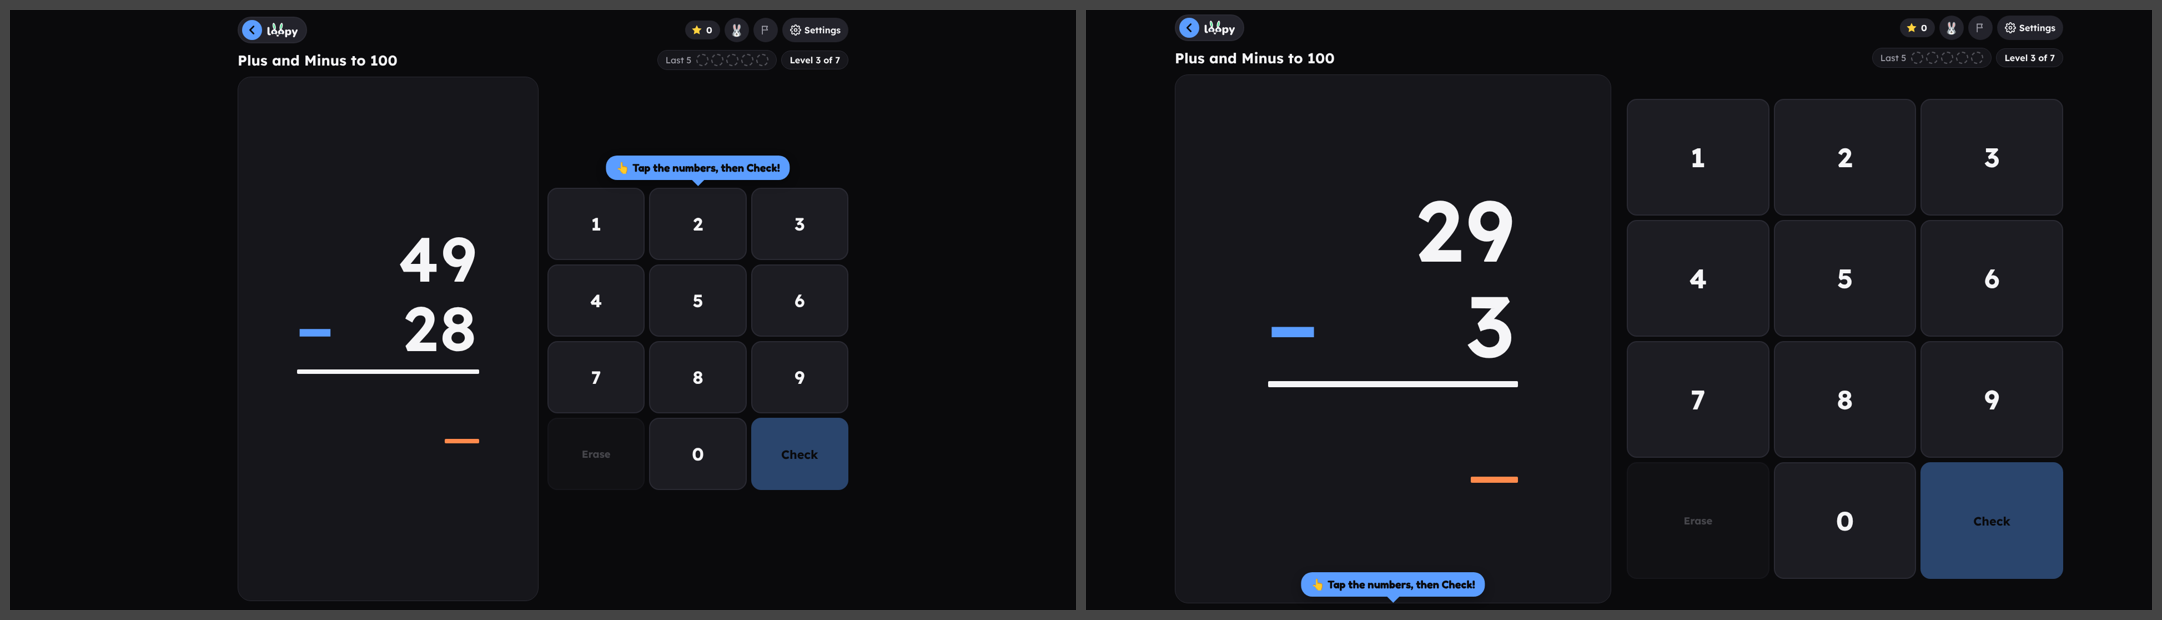 loopy
⭐ 0
Settings
Plus and Minus to 100
Last 5
Level 3 of 7
49
− 28
👆 Tap the numbers, then Check!
1 2 3
4 5 6
7 8 9
Erase 0 Check
loopy
⭐ 0
Settings
Plus and Minus to 100
Last 5
Level 3 of 7
29
− 3
👆 Tap the numbers, then Check!
1 2 3
4 5 6
7 8 9
Erase 0 Check